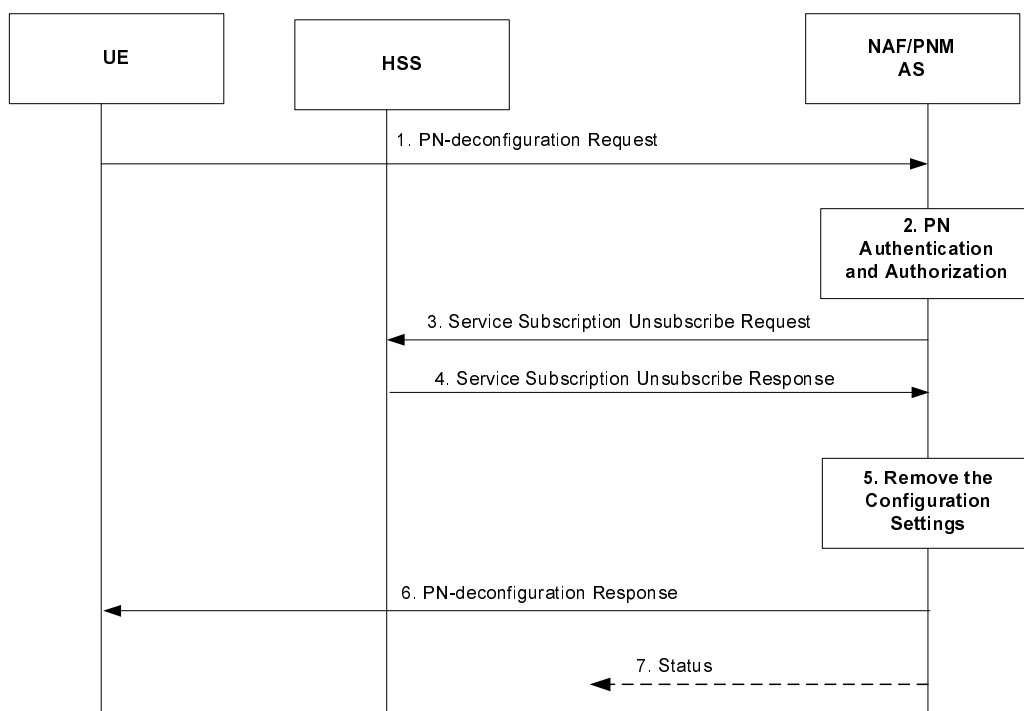 UE
HSS
NAF/PNM
AS
1. PN-deconfiguration Request
2. PN
Authentication
and Authorization
3. Service Subscription Unsubscribe Request
4. Service Subscription Unsubscribe Response
5. Remove the
Configuration
Settings
6. PN-deconfiguration Response
7. Status